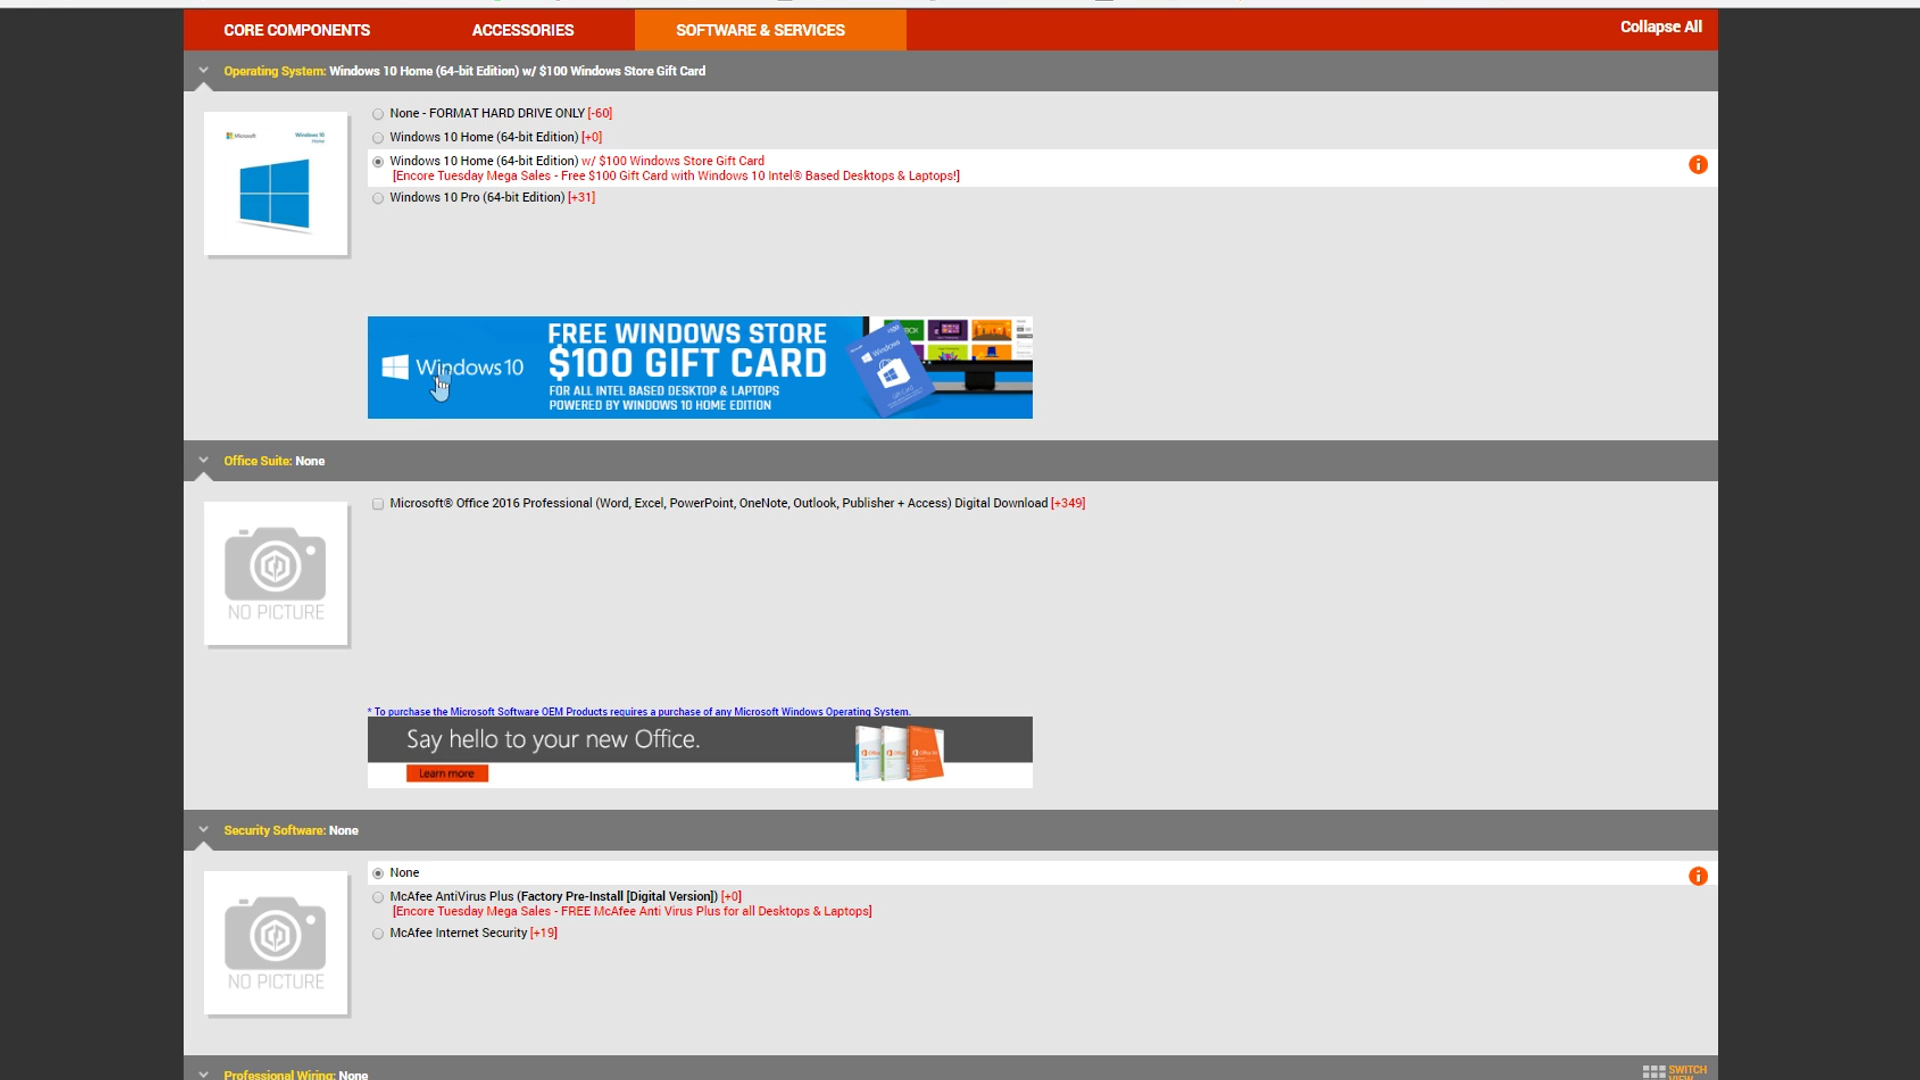 CORE COMPONENTS ACCESSORIES SOFTWARE & SERVICES Collapse All
Operating System: Windows 10 Home (64-bit Edition) w/ $100 Windows Store Gift Card
None - FORMAT HARD DRIVE ONLY [-60]
Microsoft Windows 10
Home
Windows 10 Home (64-bit Edition) [+0]
Windows 10 Home (64-bit Edition) w/ $100 Windows Store Gift Card
[Encore Tuesday Mega Sales - Free $100 Gift Card with Windows 10 Intel® Based Desktops & Laptops!]
Windows 10 Pro (64-bit Edition) [+31]
Windows 10
FREE WINDOWS STORE
$100 GIFT CARD
FOR ALL INTEL BASED DESKTOP & LAPTOPS
POWERED BY WINDOWS 10 HOME EDITION
Windows
Gift Card
Office Suite: None
Microsoft® Office 2016 Professional (Word, Excel, PowerPoint, OneNote, Outlook, Publisher + Access) Digital Download [+349]
NO PICTURE
* To purchase the Microsoft Software OEM Products requires a purchase of any Microsoft Windows Operating System.
Say hello to your new Office.
Learn more
Security Software: None
None
McAfee AntiVirus Plus (Factory Pre-Install [Digital Version]) [+0]
[Encore Tuesday Mega Sales - FREE McAfee Anti Virus Plus for all Desktops & Laptops]
McAfee Internet Security [+19]
NO PICTURE
Professional Wiring: None
SWITCH
VIEW